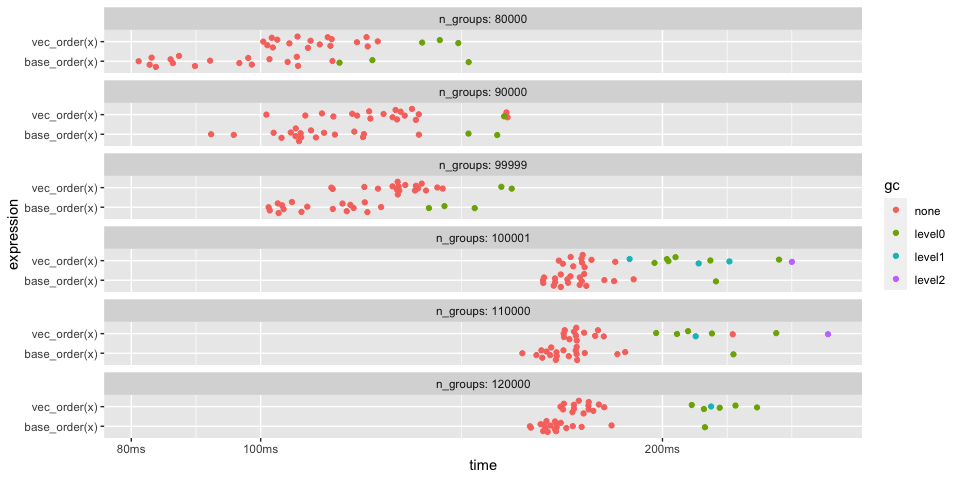 n_groups: 80000
vec_order(x)
base_order(x)
n_groups: 90000
vec_order(x)
base_order(x)
n_groups: 99999
vec_order(x)
base_order(x)
n_groups: 100001
vec_order(x)
base_order(x)
n_groups: 110000
vec_order(x)
base_order(x)
n_groups: 120000
vec_order(x)
base_order(x)
80ms 100ms 200ms
time
expression
gc
none
level0
level1
level2